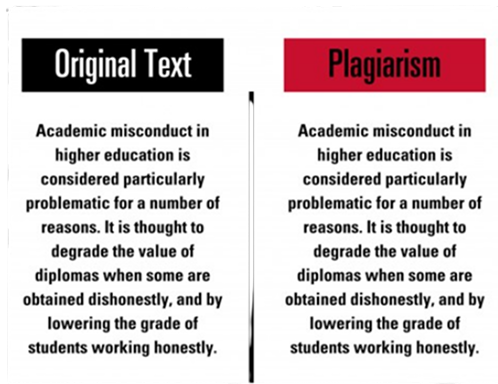 Original Text
Academic misconduct in
higher education is
considered particularly
problematic for a number of
reasons. It is thought to
degrade the value of
diplomas when some are
obtained dishonestly, and by
lowering the grade of
students working honestly.
Plagiarism
Academic misconduct in
higher education is
considered particularly
problematic for a number of
reasons. It is thought to
degrade the value of
diplomas when some are
obtained dishonestly, and by
lowering the grade of
students working honestly.